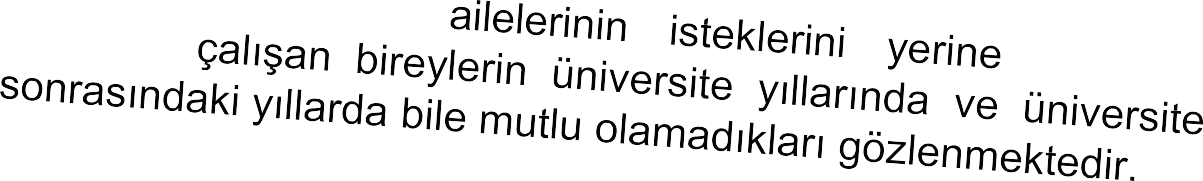 ailelerinin isteklerini yerine
çalışan bireylerin üniversite yıllarında ve üniversite
sonrasındaki yıllarda bile mutlu olamadıkları gözlenmektedir.